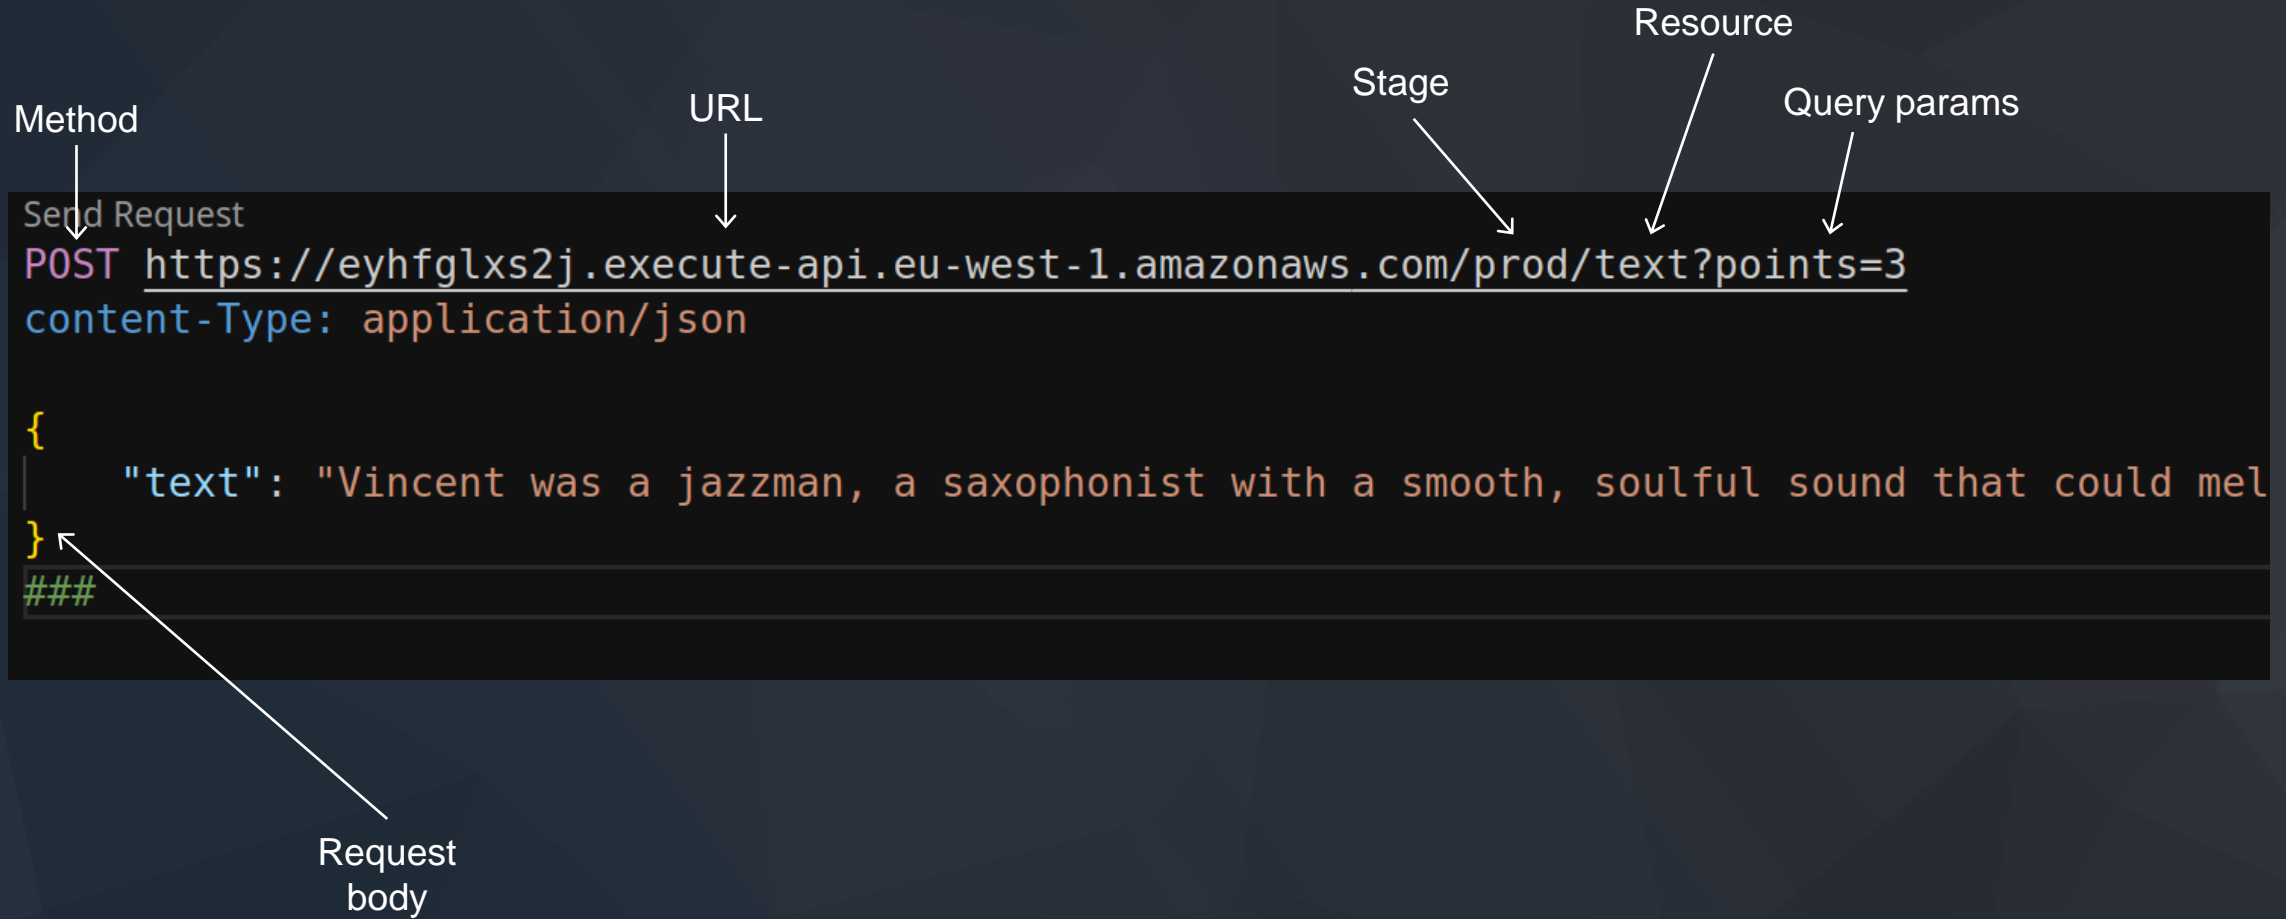 Resource
Stage
Query params
URL
Method
Send Request
POST https://eyhfglxs2j.execute-api.eu-west-1.amazonaws.com/prod/text?points=3
content-Type: application/json
{
"text": "Vincent was a jazzman, a saxophonist with a smooth, soulful sound that could mel
}
###
Request
body